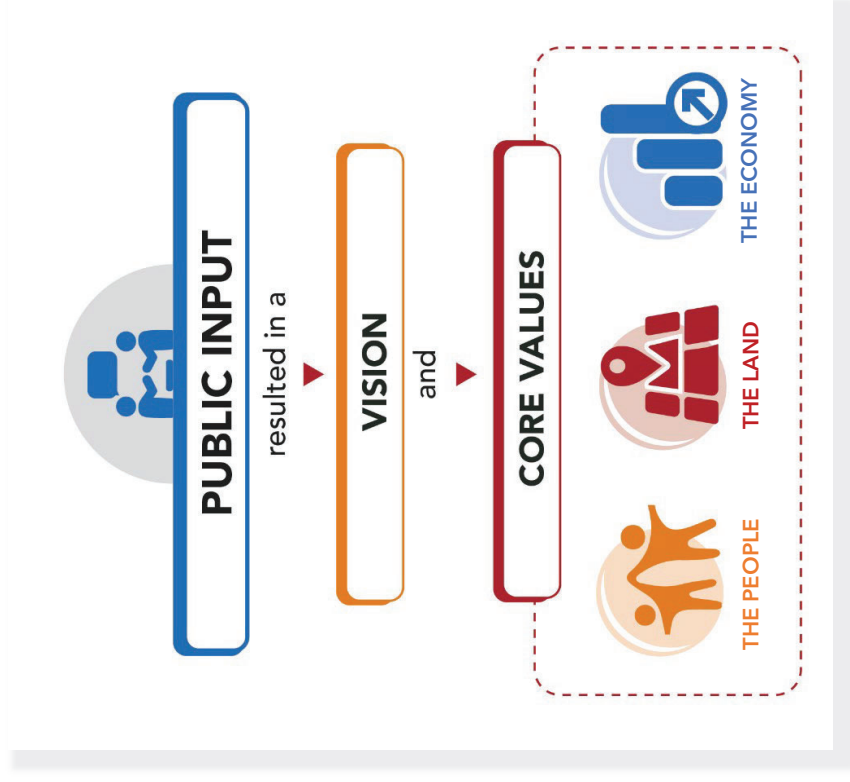 PUBLIC INPUT
resulted in a
VISION
and
CORE VALUES
THE PEOPLE
THE LAND
THE ECONOMY